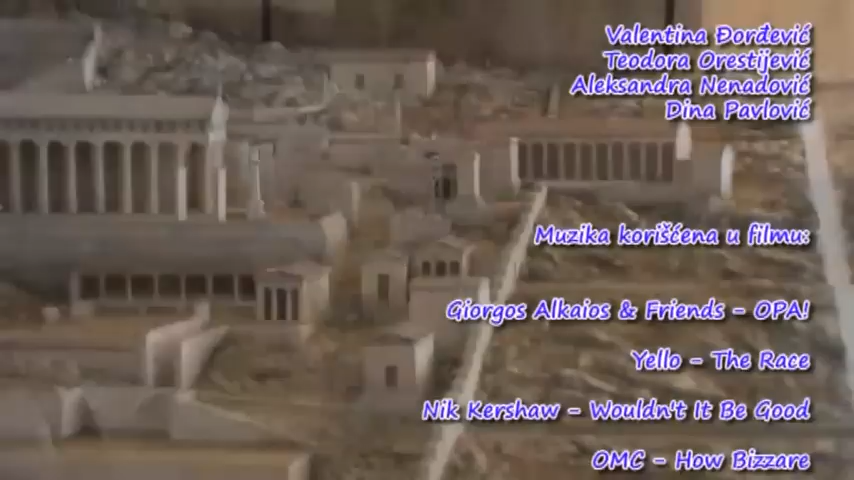 Valentina Đorđević
Teodora Orestijević
Aleksandra Nenadović
Dina Pavlović
Muzika korišćena u filmu:
Giorgos Alkaios & Friends - OPA!
Yello - The Race
Nik Kershaw - Wouldn't It Be Good
OMC - How Bizzare